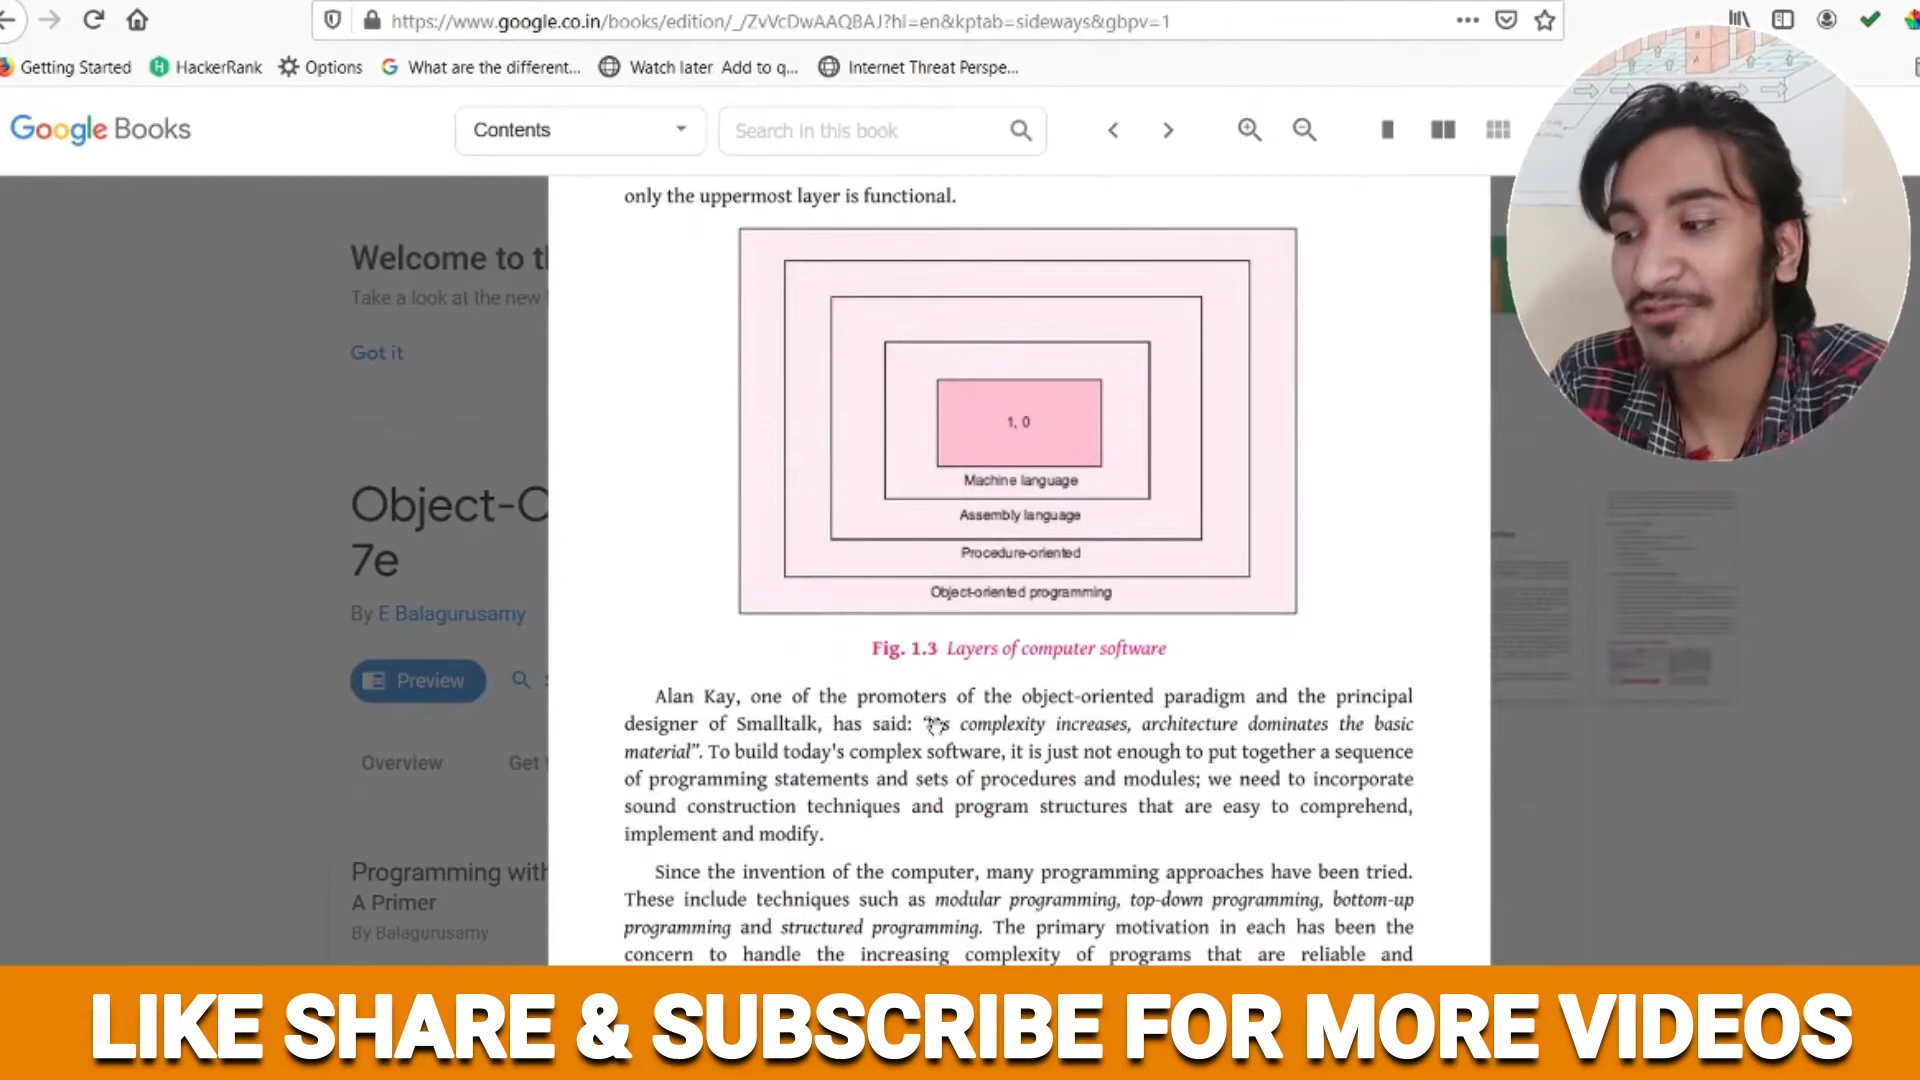 https://www.google.co.in/books/edition/_/ZvVcDwAAQBAJ?hl=en&kptab=sideways&gbpv=1
Getting Started
HackerRank
Options
What are the different...
Watch later Add to q...
Internet Threat Perspe...
Google Books
Contents
Search in this book
Welcome to t
Take a look at the new
Got it
Object-O
7e
By E Balagurusamy
Preview
Overview
Get
Programming with
A Primer
By Balagurusamy
only the uppermost layer is functional.
1, 0
Machine language
Assembly language
Procedure-oriented
Object-oriented programming
Fig. 1.3 Layers of computer software
Alan Kay, one of the promoters of the object-oriented paradigm and the principal
designer of Smalltalk, has said: "As complexity increases, architecture dominates the basic
material". To build today's complex software, it is just not enough to put together a sequence
of programming statements and sets of procedures and modules; we need to incorporate
sound construction techniques and program structures that are easy to comprehend,
implement and modify.
Since the invention of the computer, many programming approaches have been tried.
These include techniques such as modular programming, top-down programming, bottom-up
programming and structured programming. The primary motivation in each has been the
concern to handle the increasing complexity of programs that are reliable and
LIKE SHARE & SUBSCRIBE FOR MORE VIDEOS